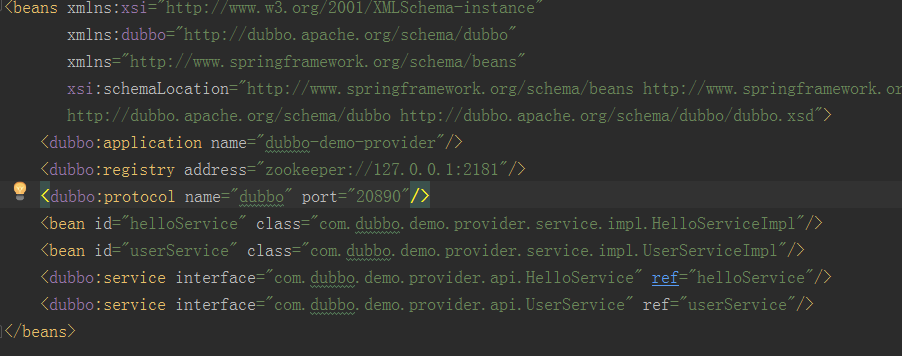 <beans xmlns:xsi="http://www.w3.org/2001/XMLSchema-instance"
xmlns:dubbo="http://dubbo.apache.org/schema/dubbo"
xmlns="http://www.springframework.org/schema/beans"
xsi:schemaLocation="http://www.springframework.org/schema/beans http://www.springframework.or
http://dubbo.apache.org/schema/dubbo http://dubbo.apache.org/schema/dubbo/dubbo.xsd">
<dubbo:application name="dubbo-demo-provider"/>
<dubbo:registry address="zookeeper://127.0.0.1:2181"/>
<dubbo:protocol name="dubbo" port="20890"/>
<bean id="helloService" class="com.dubbo.demo.provider.service.impl.HelloServiceImpl"/>
<bean id="userService" class="com.dubbo.demo.provider.service.impl.UserServiceImpl"/>
<dubbo:service interface="com.dubbo.demo.provider.api.HelloService" ref="helloService"/>
<dubbo:service interface="com.dubbo.demo.provider.api.UserService" ref="userService"/>
</beans>